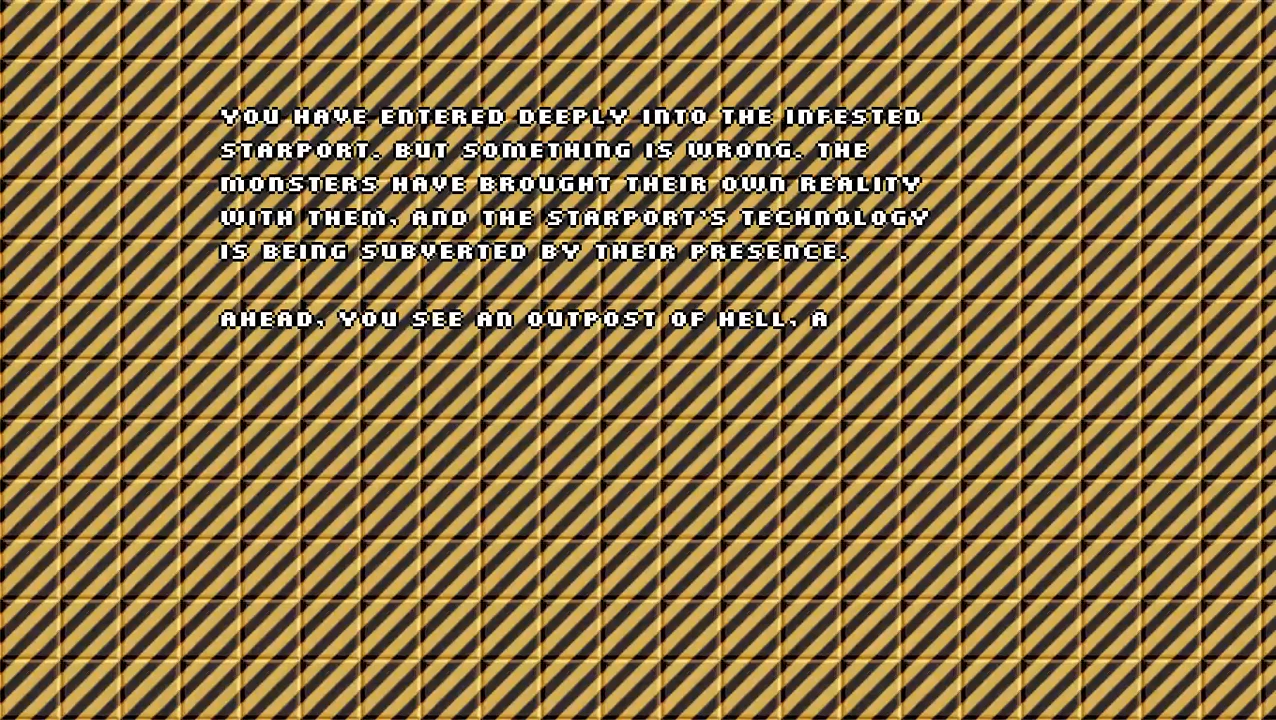 YOU HAVE ENTERED DEEPLY INTO THE INFESTED
STARPORT. BUT SOMETHING IS WRONG. THE
MONSTERS HAVE BROUGHT THEIR OWN REALITY
WITH THEM, AND THE STARPORT'S TECHNOLOGY
IS BEING SUBVERTED BY THEIR PRESENCE.
AHEAD, YOU SEE AN OUTPOST OF HELL, A